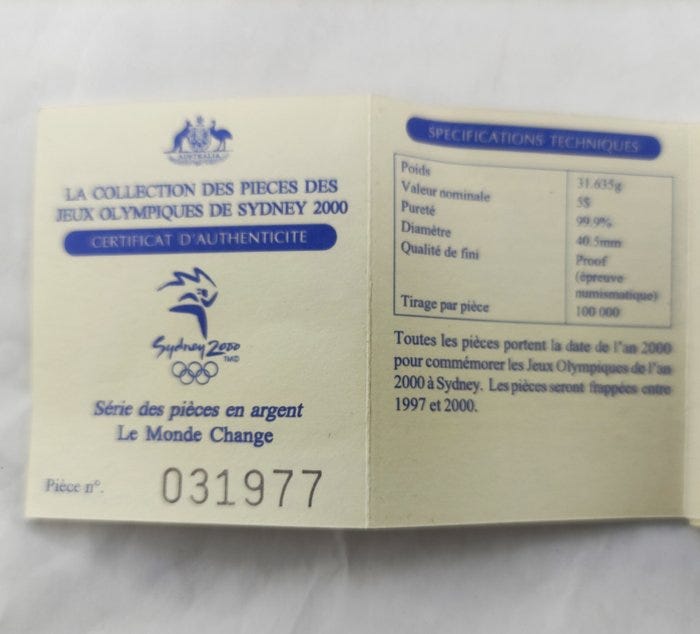 AUSTRALIA
LA COLLECTION DES PIECES DES
JEUX OLYMPIQUES DE SYDNEY 2000
CERTIFICAT D'AUTHENTICITE
Sydney 2000
TMD
Série des pièces en argent
Le Monde Change
Pièce nº. 031977
SPECIFICATIONS TECHNIQUES
Poids 31.635g
Valeur nominale 5$
Pureté 99.9%
Diamètre 40.5mm
Qualité de fini Proof
(épreuve
numismatique)
Tirage par pièce 100 000
Toutes les pièces portent la date de l'an 2000
pour commémorer les Jeux Olympiques de l'an
2000 à Sydney. Les pièces seront frappées entre
1997 et 2000.